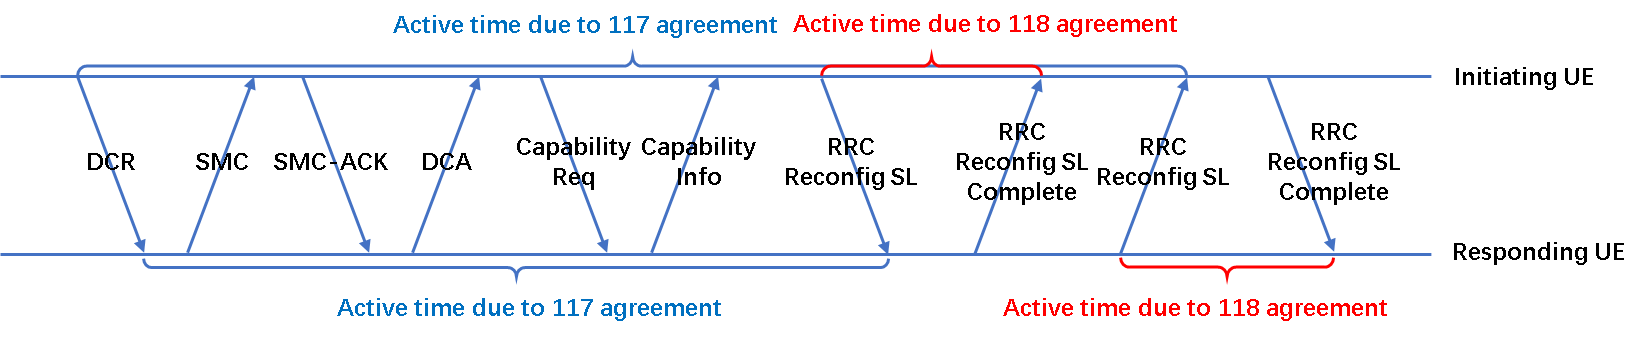 Active time due to 117 agreement
Active time due to 118 agreement
Initiating UE
DCR
SMC
SMC-ACK
DCA
Capability
Req
Capability
Info
RRC
Reconfig SL
RRC
Reconfig SL
Complete
RRC
Reconfig SL
RRC
Reconfig SL
Complete
Responding UE
Active time due to 117 agreement
Active time due to 118 agreement